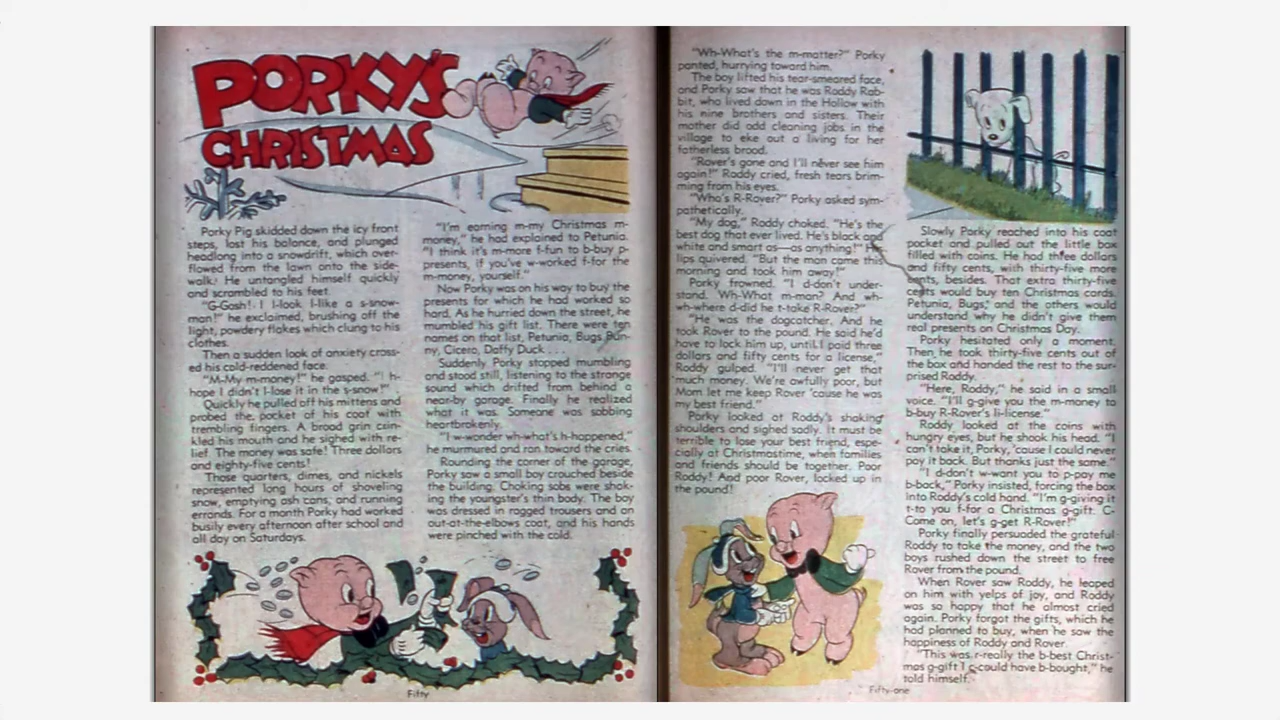 PORKY'S
CHRISTMAS
Porky Pig skidded down the icy front
steps, lost his balance, and plunged
headlong into a snowdrift, which over-
flowed from the lawn onto the side-
walk. He untangled himself quickly
and scrambled to his feet.
"G-Gosh! I l-look l-like a s-snow-
man!" he exclaimed, brushing off the
light, powdery flakes which clung to his
clothes.
Then a sudden look of anxiety cross-
ed his cold-reddened face.
"M-My m-money!" he gasped. "I h-
hope I didn't l-lose it in the s-snow!"
Quickly he pulled off his mittens and
probed the pocket of his coat with
trembling fingers. A broad grin crin-
kled his mouth and he sighed with re-
lief. The money was safe! Three dollars
and eighty-five cents!
Those quarters, dimes, and nickels
represented long hours of shoveling
snow, emptying ash cans, and running
errands. For a month Porky had worked
busily every afternoon after school and
all day on Saturdays.
"I'm earning m-my Christmas m-
money," he had explained to Petunia.
"I think it's m-more f-fun to b-buy p-
presents, if you've w-worked f-for the
m-money, yourself."
Now Porky was on his way to buy the
presents for which he had worked so
hard. As he hurried down the street, he
mumbled his gift list. There were ten
names on that list, Petunia, Bugs Bun-
ny, Cicero, Daffy Duck . . .
Suddenly Porky stopped mumbling
and stood still, listening to the strange
sound which drifted from behind a
near-by garage. Finally he realized
what it was. Someone was sobbing
heartbrokenly.
"I w-wonder wh-what's h-happened,"
he murmured and ran toward the cries.
Rounding the corner of the garage,
Porky saw a small boy crouched beside
the building. Choking sobs were shak-
ing the youngster's thin body. The boy
was dressed in ragged trousers and an
out-at-the-elbows coat, and his hands
were pinched with the cold.
Fifty
"Wh-What's the m-matter?" Porky
panted, hurrying toward him.
The boy lifted his tear-smeared face,
and Porky saw that he was Roddy Rab-
bit, who lived down in the Hollow with
his nine brothers and sisters. Their
mother did odd cleaning jobs in the
village to eke out a living for her
fatherless brood.
"Rover's gone and I'll never see him
again!" Roddy cried, fresh tears brim-
ming from his eyes.
"Who's R-Rover?" Porky asked sym-
pathetically.
"My dog," Roddy choked. "He's the
best dog that ever lived. He's black and
white and smart as—as anything!" His
lips quivered. "But the man came this
morning and took him away!"
Porky frowned. "I d-don't under-
stand. Wh-What m-man? And wh-
wh-where d-did he t-take R-Rover?"
"He was the dogcatcher. And he
took Rover to the pound. He said he'd
have to lock him up, until I paid three
dollars and fifty cents for a license,"
Roddy gulped. "I'll never get that
much money. We're awfully poor, but
Mom let me keep Rover 'cause he was
my best friend."
Porky looked at Roddy's shaking
shoulders and sighed sadly. It must be
terrible to lose your best friend, espe-
cially at Christmastime, when families
and friends should be together. Poor
Roddy! And poor Rover, locked up in
the pound!
Slowly Porky reached into his coat
pocket and pulled out the little box
filled with coins. He had three dollars
and fifty cents, with thirty-five more
cents, besides. That extra thirty-five
cents would buy ten Christmas cards.
Petunia, Bugs, and the others would
understand why he didn't give them
real presents on Christmas Day.
Porky hesitated only a moment.
Then he took thirty-five cents out of
the box and handed the rest to the sur-
prised Roddy.
"Here, Roddy," he said in a small
voice. "I'll g-give you the m-money to
b-buy R-Rover's li-license."
Roddy looked at the coins with
hungry eyes, but he shook his head. "I
can't take it, Porky, 'cause I could never
pay it back. But thanks just the same."
"I d-don't w-want you to p-pay me
b-back," Porky insisted, forcing the box
into Roddy's cold hand. "I'm g-giving it
t-to you f-for a Christmas g-gift. C-
Come on, let's g-get R-Rover!"
Porky finally persuaded the grateful
Roddy to take the money, and the two
boys rushed down the street to free
Rover from the pound.
When Rover saw Roddy, he leaped
on him with yelps of joy, and Roddy
was so happy that he almost cried
again. Porky forgot the gifts, which he
had planned to buy, when he saw the
happiness of Roddy and Rover.
"This was r-really the b-best Christ-
mas g-gift I c-could have b-bought," he
told himself.
Fifty-one